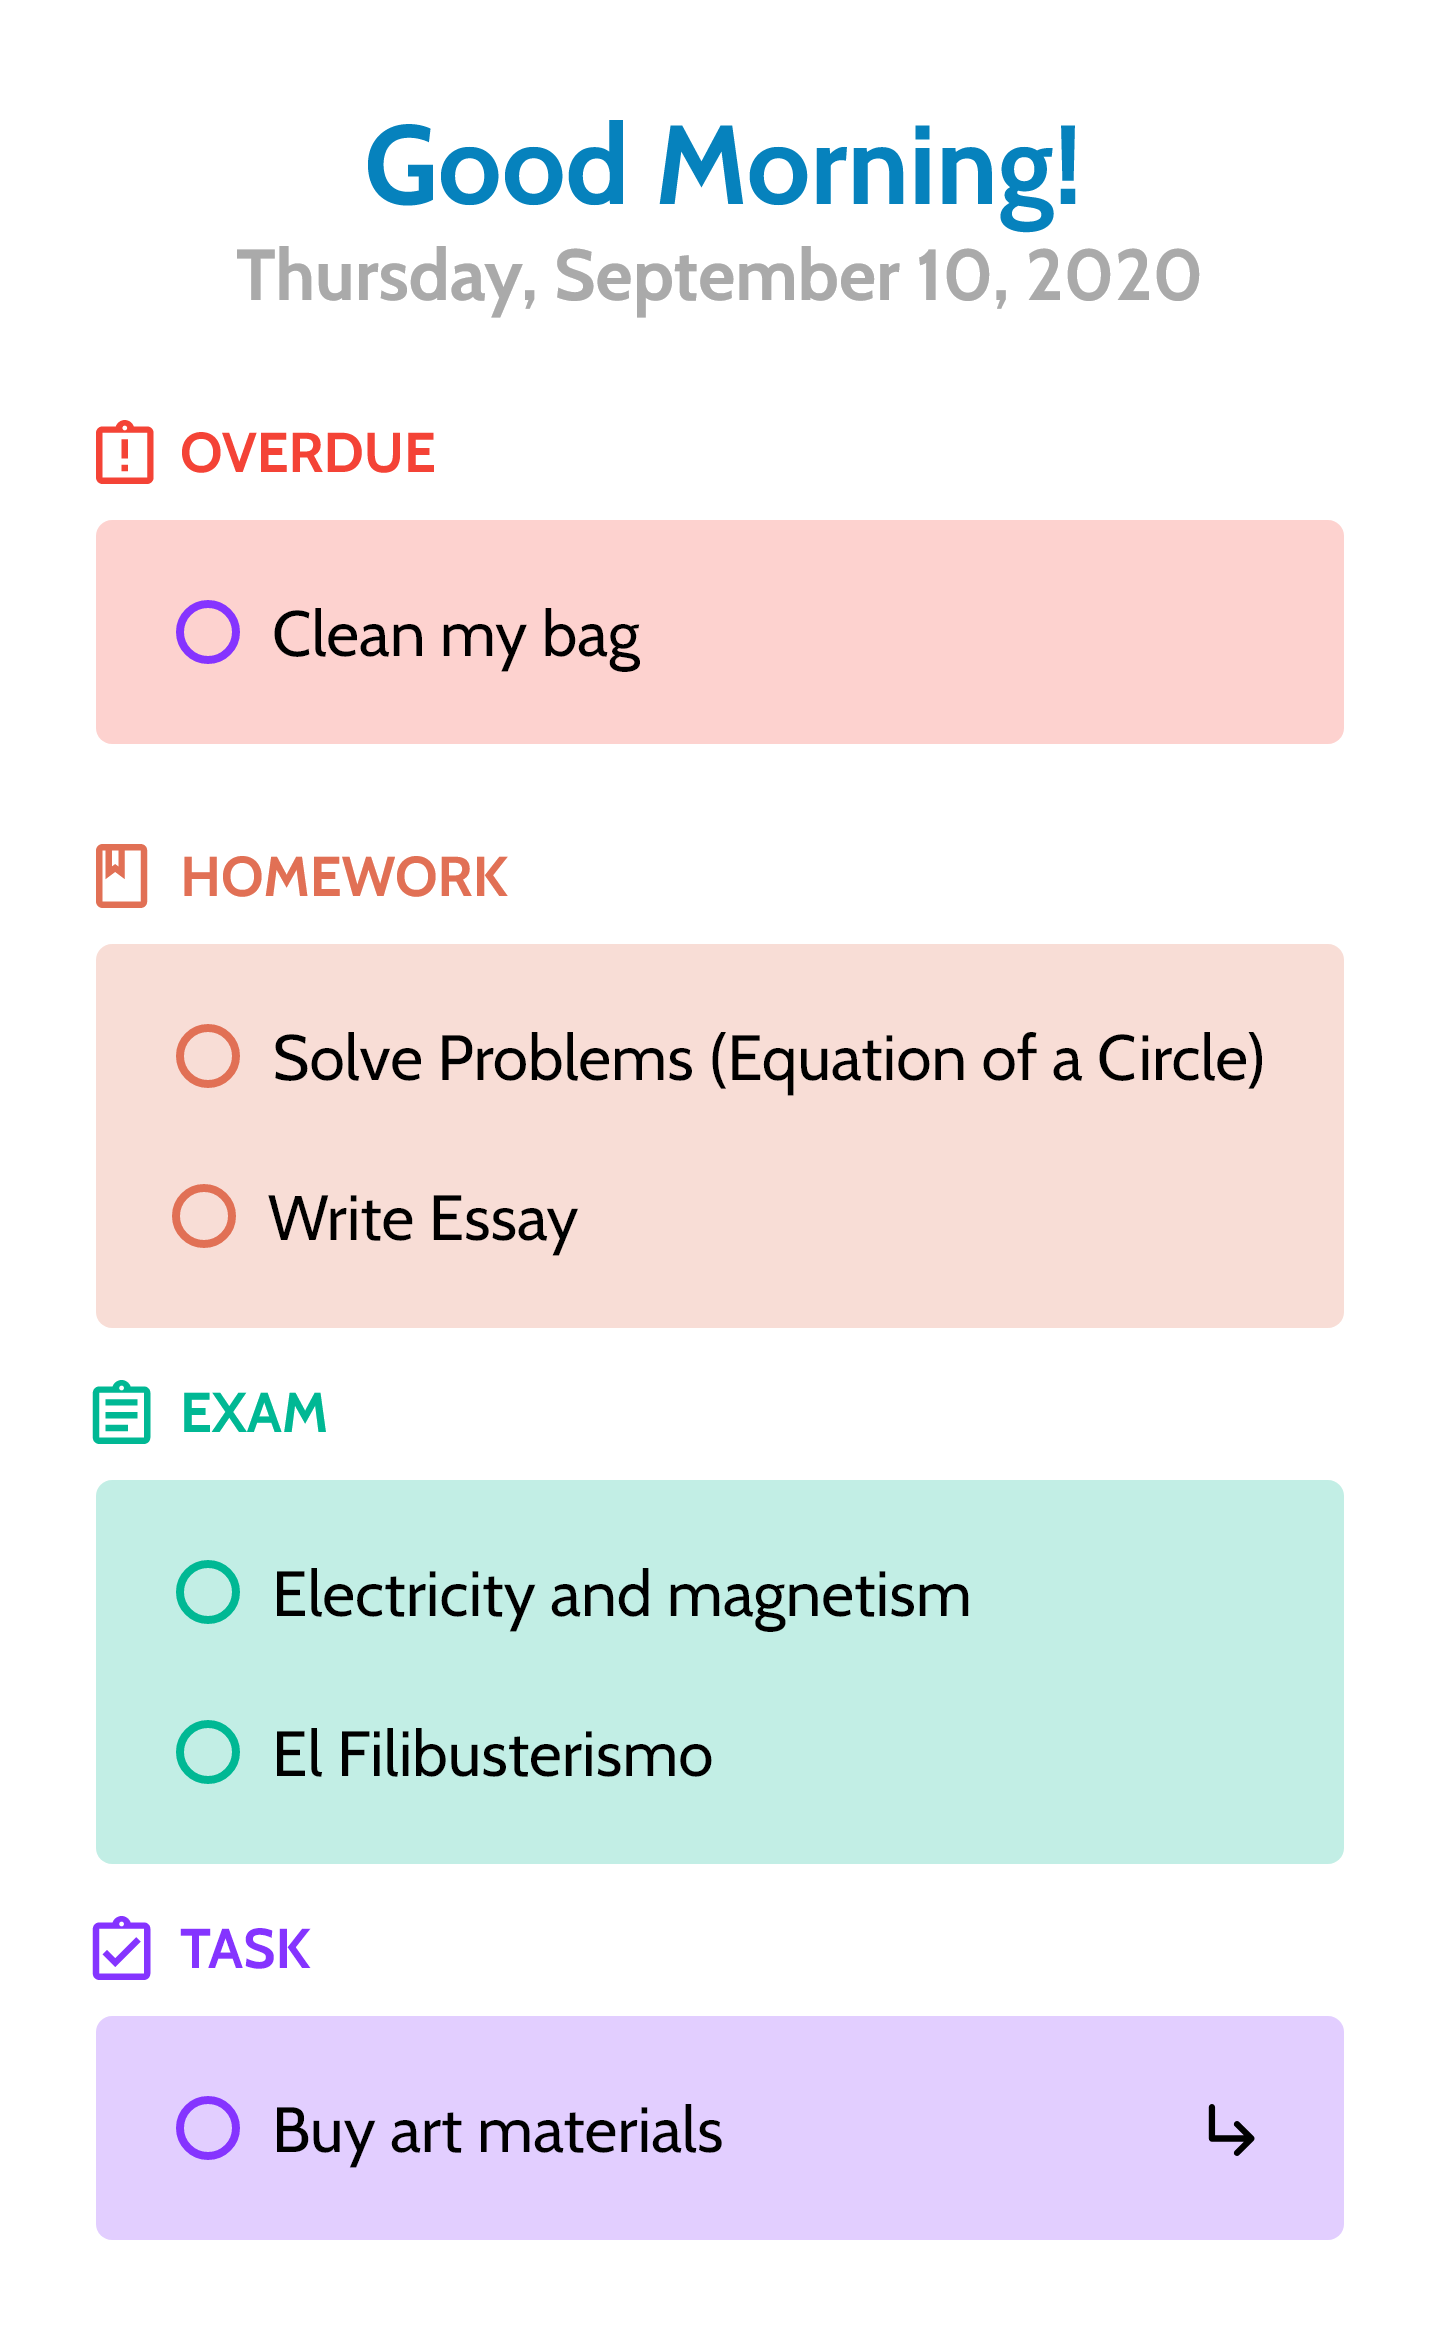 Good Morning!
Thursday, September 10, 2020
OVERDUE
Clean my bag
HOMEWORK
Solve Problems (Equation of a Circle)
Write Essay
EXAM
Electricity and magnetism
El Filibusterismo
TASK
Buy art materials